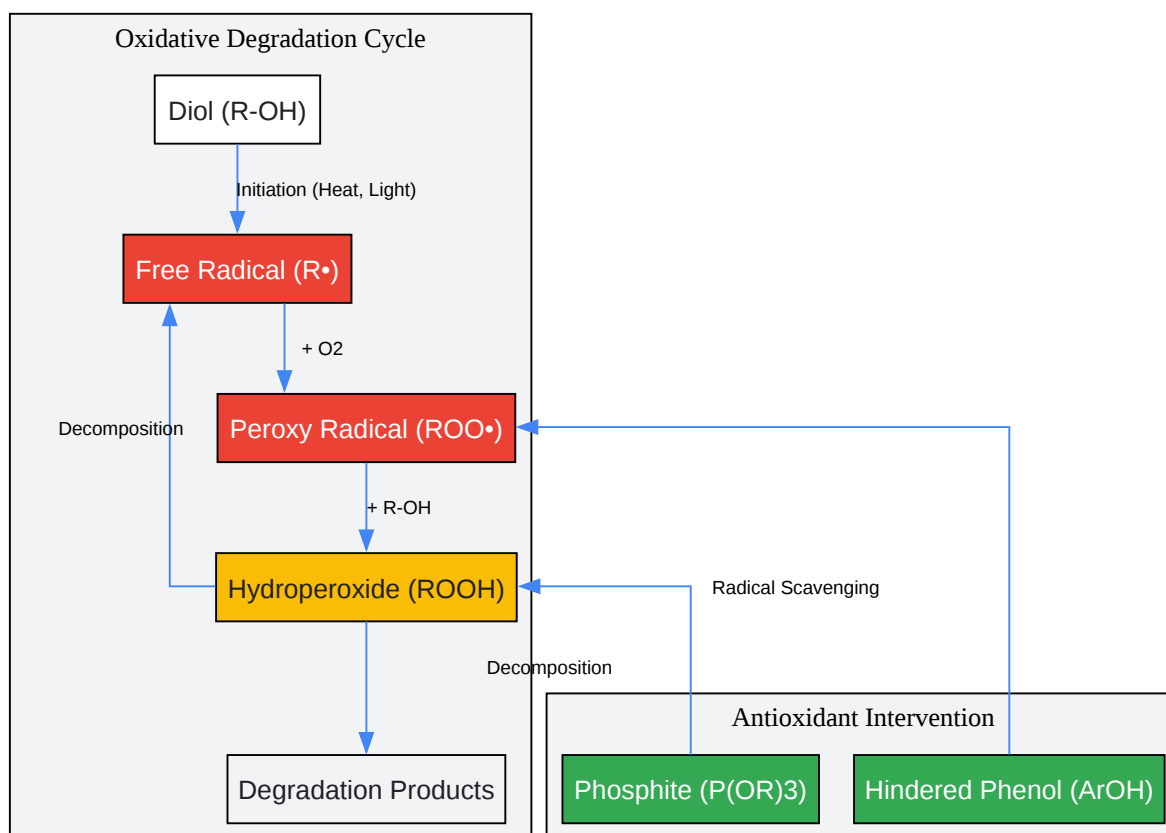 Oxidative Degradation Cycle
Diol (R-OH)
Initiation (Heat, Light)
Free Radical (R•)
+ O2
Decomposition
Peroxy Radical (ROO•)
+ R-OH
Hydroperoxide (ROOH)
Radical Scavenging
Decomposition
Antioxidant Intervention
Degradation Products
Phosphite (P(OR)3)
Hindered Phenol (ArOH)